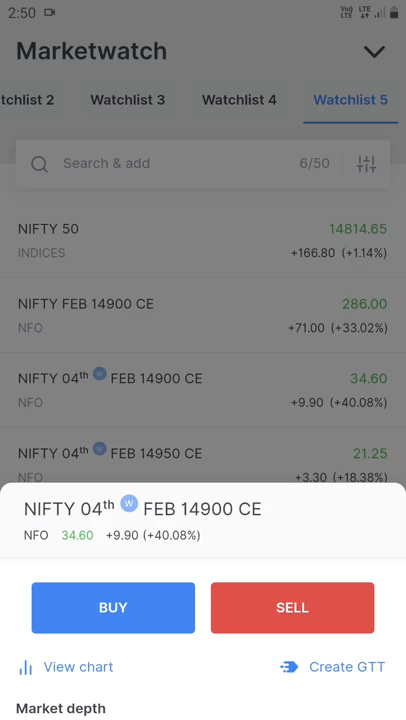 2:50 Vo) LTE LTE
Marketwatch
tchlist 2 Watchlist 3 Watchlist 4 Watchlist 5
Search & add 6/50
NIFTY 50 14814.65
INDICES +166.80 (+1.14%)
NIFTY FEB 14900 CE 286.00
NFO +71.00 (+33.02%)
NIFTY 04th W FEB 14900 CE 34.60
NFO +9.90 (+40.08%)
NIFTY 04th W FEB 14950 CE 21.25
NFO +3.30 (+18.38%)
NIFTY 04th W FEB 14900 CE
NFO 34.60 +9.90 (+40.08%)
BUY SELL
View chart Create GTT
Market depth